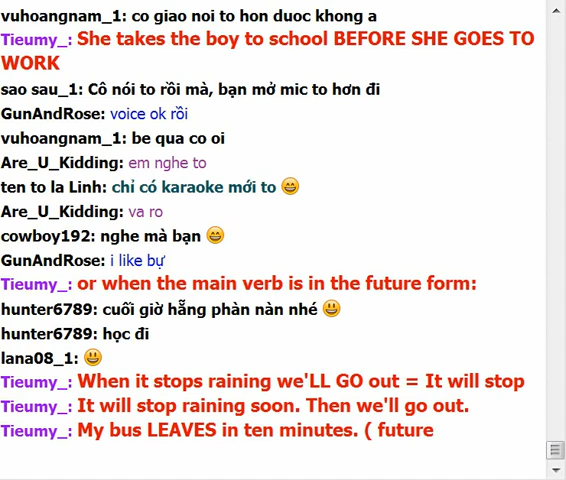 vuhoangnam_1: co giao noi to hon duoc khong a
Tieumy_: She takes the boy to school BEFORE SHE GOES TO
WORK
sao sau_1: Cô nói to rồi mà, bạn mở mic to hơn đi
GunAndRose: voice ok rồi
vuhoangnam_1: be qua co oi
Are_U_Kidding: em nghe to
ten to la Linh: chỉ có karaoke mới to 😄
Are_U_Kidding: va ro
cowboy192: nghe mà bạn 😄
GunAndRose: i like bự
Tieumy_: or when the main verb is in the future form:
hunter6789: cuối giờ hẵng phàn nàn nhé 😃
hunter6789: học đi
lana08_1: 😃
Tieumy_: When it stops raining we'LL GO out = It will stop
Tieumy_: It will stop raining soon. Then we'll go out.
Tieumy_: My bus LEAVES in ten minutes. ( future